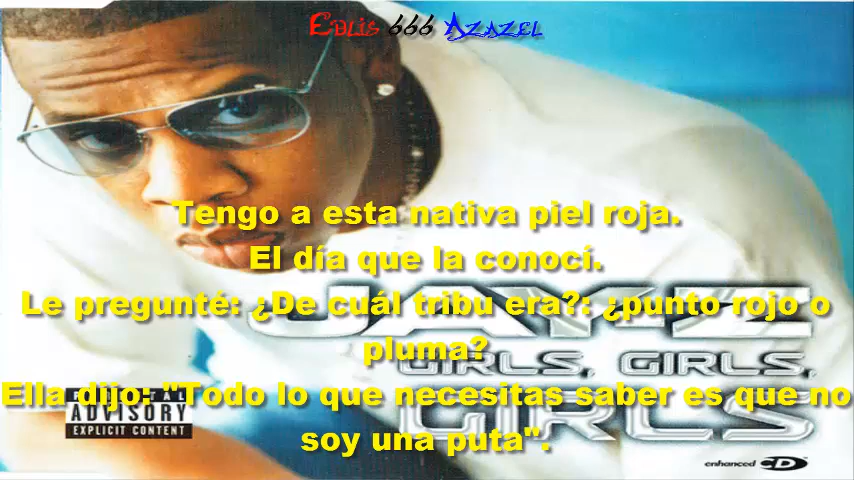 Eblis 666 Azazel
Tengo a esta nativa piel roja.
El día que la conocí.
Le pregunté: ¿De cuál tribu era?: ¿punto rojo o
pluma?
Ella dijo: "Todo lo que necesitas saber es que no
soy una puta".
JAY-Z
GIRLS, GIRLS,
GIRLS
PARENTAL
ADVISORY
EXPLICIT CONTENT
enhanced CD